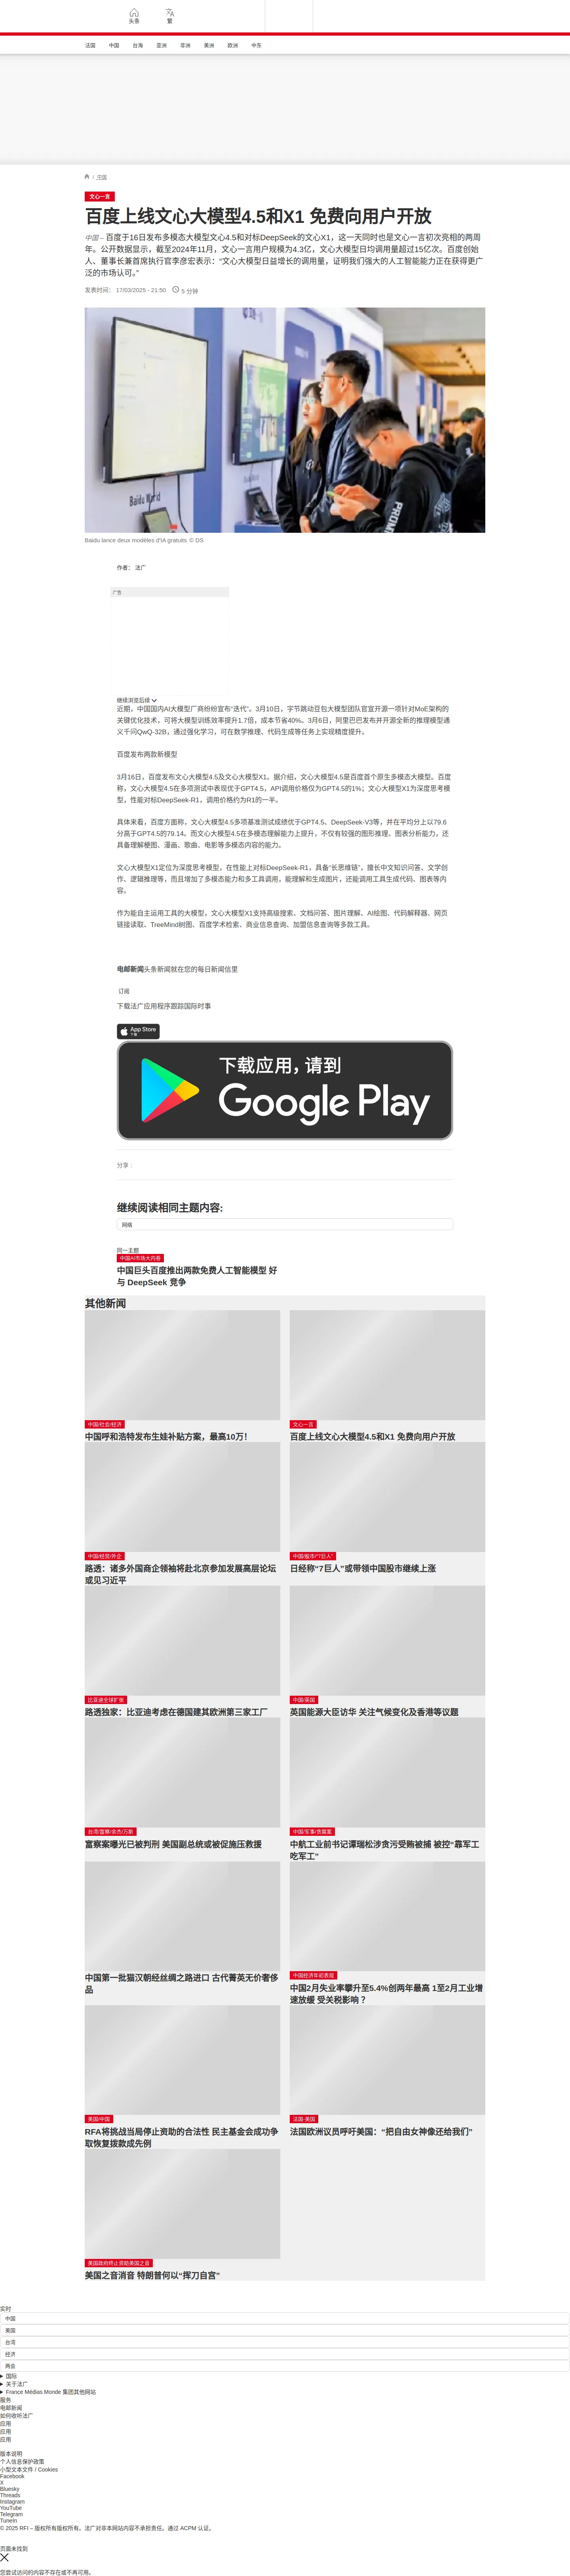 头条
繁
法国
中国
台海
亚洲
非洲
美洲
欧洲
中东
/ 中国
文心一言
百度上线文心大模型4.5和X1 免费向用户开放
中国 – 百度于16日发布多模态大模型文心4.5和对标DeepSeek的文心X1，这一天同时也是文心一言初次亮相的两周
年。公开数据显示，截至2024年11月，文心一言用户规模为4.3亿，文心大模型日均调用量超过15亿次。百度创始
人、董事长兼首席执行官李彦宏表示：“文心大模型日益增长的调用量，证明我们强大的人工智能能力正在获得更广
泛的市场认可。”
发表时间： 17/03/2025 - 21:50
5 分钟
Baidu World
PROMI
Baidu lance deux modèles d'IA gratuits © DS
作者： 法广
广告
继续浏览后续
近期，中国国内AI大模型厂商纷纷宣布“迭代”。3月10日，字节跳动豆包大模型团队官宣开源一项针对MoE架构的
关键优化技术，可将大模型训练效率提升1.7倍，成本节省40%。3月6日，阿里巴巴发布并开源全新的推理模型通
义千问QwQ-32B，通过强化学习，可在数学推理、代码生成等任务上实现精度提升。
百度发布两款新模型
3月16日，百度发布文心大模型4.5及文心大模型X1。据介绍，文心大模型4.5是百度首个原生多模态大模型。百度
称，文心大模型4.5在多项测试中表现优于GPT4.5，API调用价格仅为GPT4.5的1%；文心大模型X1为深度思考模
型，性能对标DeepSeek-R1，调用价格约为R1的一半。
具体来看，百度方面称，文心大模型4.5多项基准测试成绩优于GPT4.5、DeepSeek-V3等，并在平均分上以79.6
分高于GPT4.5的79.14。而文心大模型4.5在多模态理解能力上提升，不仅有较强的图形推理、图表分析能力，还
具备理解梗图、漫画、歌曲、电影等多模态内容的能力。
文心大模型X1定位为深度思考模型，在性能上对标DeepSeek-R1，具备“长思维链”，擅长中文知识问答、文学创
作、逻辑推理等，而且增加了多模态能力和多工具调用，能理解和生成图片，还能调用工具生成代码、图表等内
容。
作为能自主运用工具的大模型，文心大模型X1支持高级搜索、文档问答、图片理解、AI绘图、代码解释器、网页
链接读取、TreeMind树图、百度学术检索、商业信息查询、加盟信息查询等多款工具。
电邮新闻头条新闻就在您的每日新闻信里
订阅
下载法广应用程序跟踪国际时事
App Store
下载
下载应用，请到
Google Play
分享 :
继续阅读相同主题内容:
网络
同一主题
中国AI市场大内卷
中国巨头百度推出两款免费人工智能模型 好
与 DeepSeek 竞争
其他新闻
中国/社会/经济
中国呼和浩特发布生娃补贴方案，最高10万！
文心一言
百度上线文心大模型4.5和X1 免费向用户开放
中国/经贸/外企
路透：诸多外国商企领袖将赴北京参加发展高层论坛
或见习近平
中国/股市/“7巨人”
日经称“7巨人”或带领中国股市继续上涨
比亚迪全球扩张
路透独家：比亚迪考虑在德国建其欧洲第三家工厂
中国/英国
英国能源大臣访华 关注气候变化及香港等议题
台湾/富察/余杰/万斯
富察案曝光已被判刑 美国副总统或被促施压救援
中国/军事/贪腐案
中航工业前书记谭瑞松涉贪污受贿被捕 被控“靠军工
吃军工”
中国第一批猫汉朝经丝绸之路进口 古代菁英无价奢侈
品
中国经济年初表现
中国2月失业率攀升至5.4%创两年最高 1至2月工业增
速放缓 受关税影响 ？
美国/中国
RFA将挑战当局停止资助的合法性 民主基金会成功争
取恢复拨款成先例
法国-美国
法国欧洲议员呼吁美国：“把自由女神像还给我们”
美国政府终止资助美国之音
美国之音消音 特朗普何以“挥刀自宫”
实时
中国
美国
台湾
经济
两会
国际
关于法广
France Médias Monde 集团其他网站
服务
电邮新闻
如何收听法广
应用
应用
应用
版本说明
个人信息保护政策
小型文本文件 / Cookies
Facebook
X
Bluesky
Threads
Instagram
YouTube
Telegram
TuneIn
© 2025 RFI – 版权所有版权所有。法广对非本网站内容不承担责任。通过 ACPM 认证。
页面未找到
您尝试访问的内容不存在或不再可用。